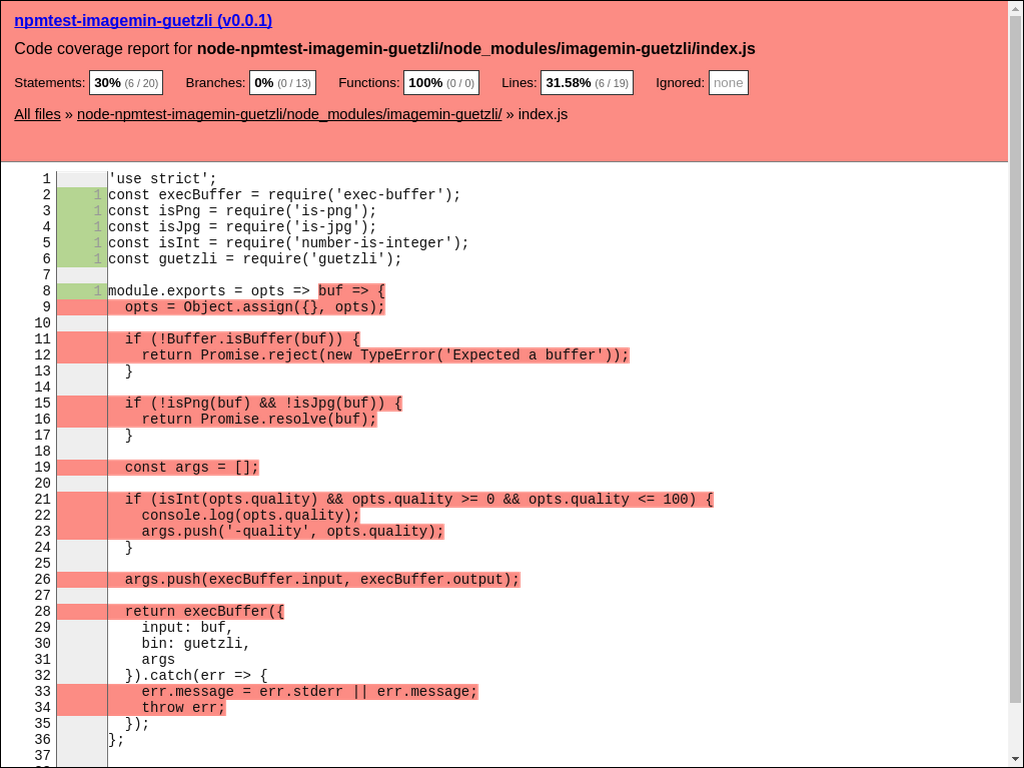 npmtest-imagemin-guetzli (v0.0.1)
Code coverage report for node-npmtest-imagemin-guetzli/node_modules/imagemin-guetzli/index.js
Statements: 30% (6 / 20) Branches: 0% (0 / 13) Functions: 100% (0 / 0) Lines: 31.58% (6 / 19) Ignored: none
All files » node-npmtest-imagemin-guetzli/node_modules/imagemin-guetzli/ » index.js
1 'use strict';
2 1 const execBuffer = require('exec-buffer');
3 1 const isPng = require('is-png');
4 1 const isJpg = require('is-jpg');
5 1 const isInt = require('number-is-integer');
6 1 const guetzli = require('guetzli');
7
8 1 module.exports = opts => buf => {
9 opts = Object.assign({}, opts);
10
11 if (!Buffer.isBuffer(buf)) {
12 return Promise.reject(new TypeError('Expected a buffer'));
13 }
14
15 if (!isPng(buf) && !isJpg(buf)) {
16 return Promise.resolve(buf);
17 }
18
19 const args = [];
20
21 if (isInt(opts.quality) && opts.quality >= 0 && opts.quality <= 100) {
22 console.log(opts.quality);
23 args.push('-quality', opts.quality);
24 }
25
26 args.push(execBuffer.input, execBuffer.output);
27
28 return execBuffer({
29 input: buf,
30 bin: guetzli,
31 args
32 }).catch(err => {
33 err.message = err.stderr || err.message;
34 throw err;
35 });
36 };
37